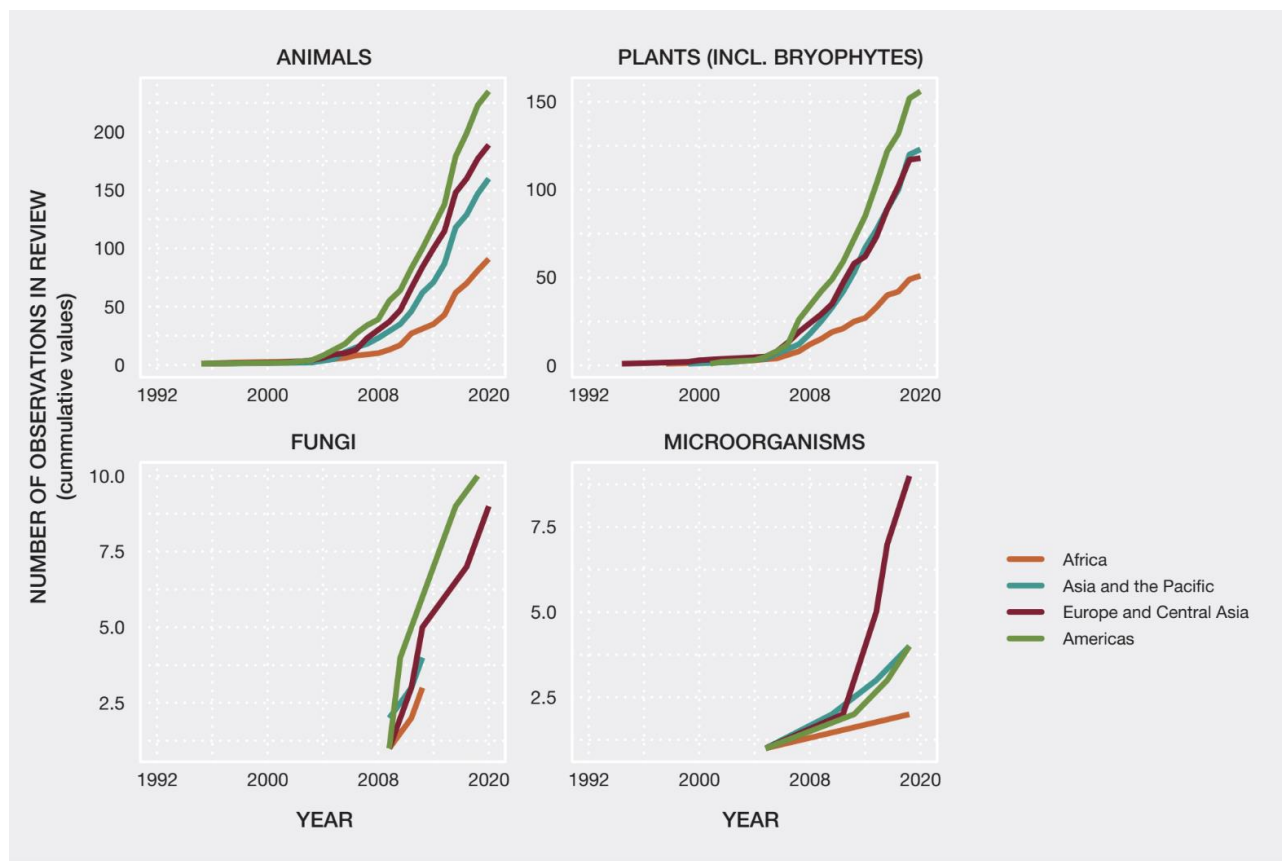 ANIMALS
PLANTS (INCL. BRYOPHYTES)
NUMBER OF OBSERVATIONS IN REVIEW
(cummulative values)
200
150
100
50
0
1992
2000
2008
2020
150
100
50
0
1992
2000
2008
2020
FUNGI
MICROORGANISMS
10.0
7.5
5.0
2.5
1992
2000
2008
2020
YEAR
7.5
5.0
2.5
1992
2000
2008
2020
YEAR
Africa
Asia and the Pacific
Europe and Central Asia
Americas